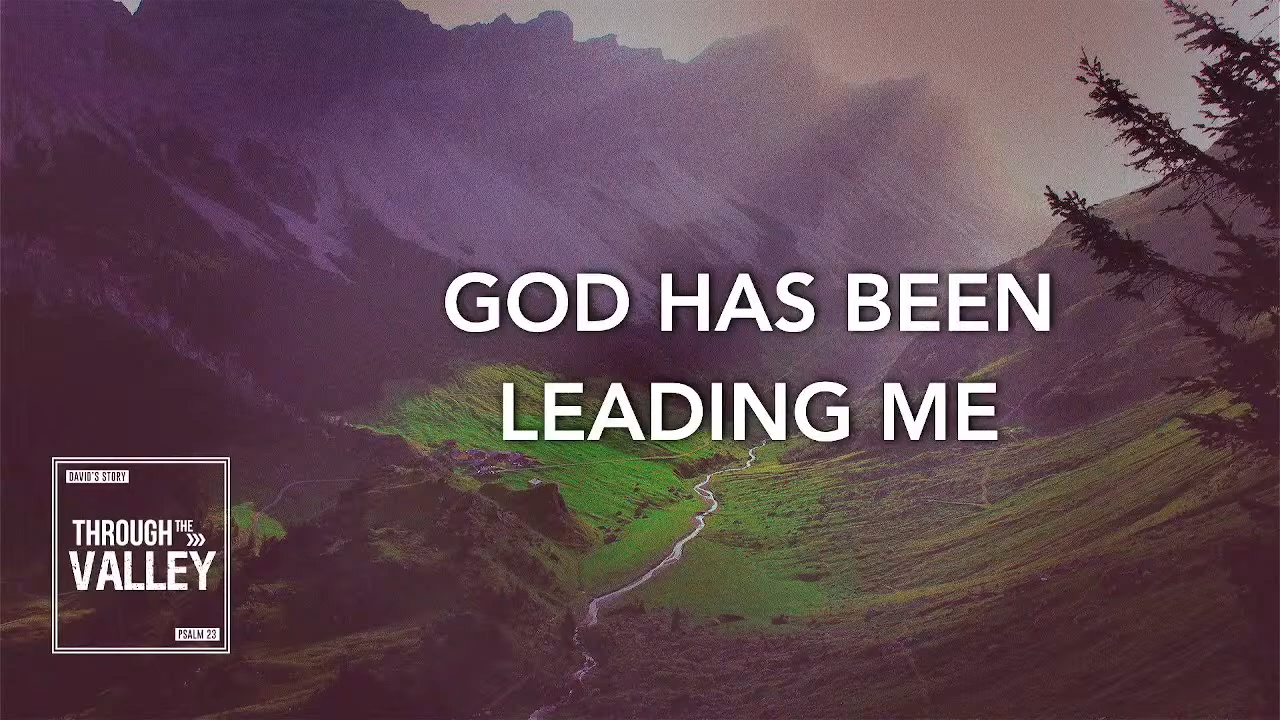 GOD HAS BEEN
LEADING ME
DAVID'S STORY
THROUGH THE
VALLEY
PSALM 23